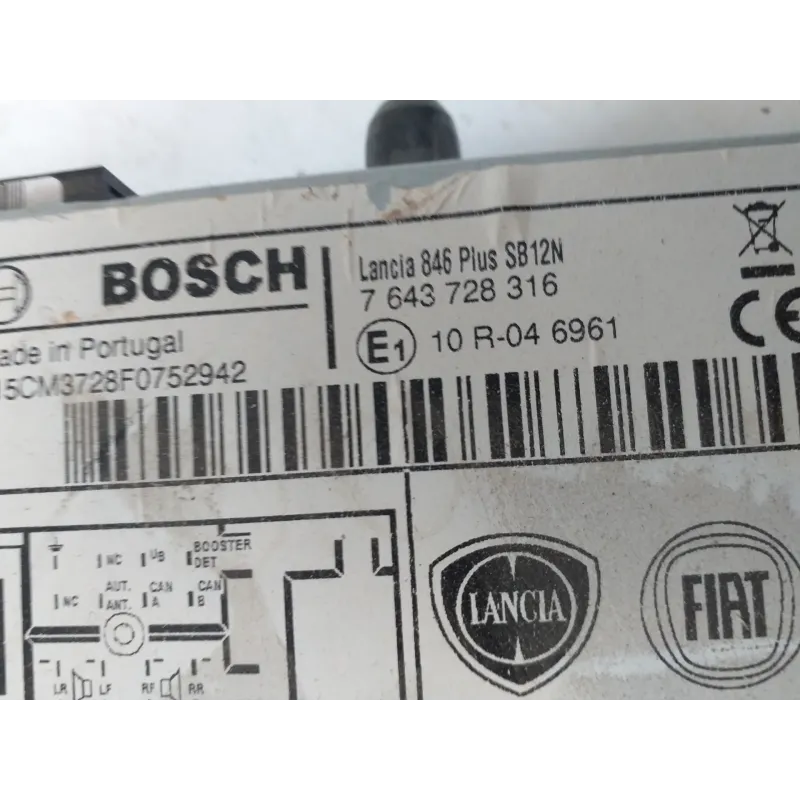 BOSCH
Lancia 846 Plus SB12N
7 643 728 316
E1 10 R-04 6961
CE
ade in Portugal
15CM3728F0752942
NC
UB
BOOSTER
DET
NC
AUT.
ANT.
CAN
A
CAN
B
LR
LF
RF
RR
LANCIA
FIAT